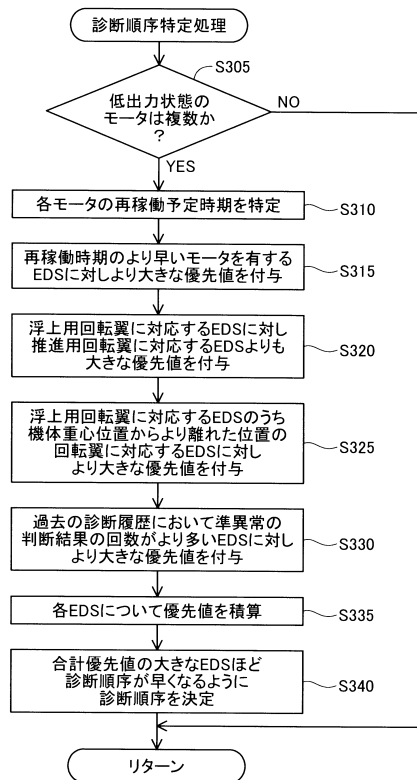 診断順序特定処理
S305
低出力状態の
モータは複数か
?
NO
YES
各モータの再稼働予定時期を特定
S310
再稼働時期のより早いモータを有する
EDSに対しより大きな優先値を付与
S315
浮上用回転翼に対応するEDSに対し
推進用回転翼に対応するEDSよりも
大きな優先値を付与
S320
浮上用回転翼に対応するEDSのうち
機体重心位置からより離れた位置の
回転翼に対応するEDSに対し
より大きな優先値を付与
S325
過去の診断履歴において準異常の
判断結果の回数がより多いEDSに対し
より大きな優先値を付与
S330
各EDSについて優先値を積算
S335
合計優先値の大きなEDSほど
診断順序が早くなるように
診断順序を決定
S340
リターン